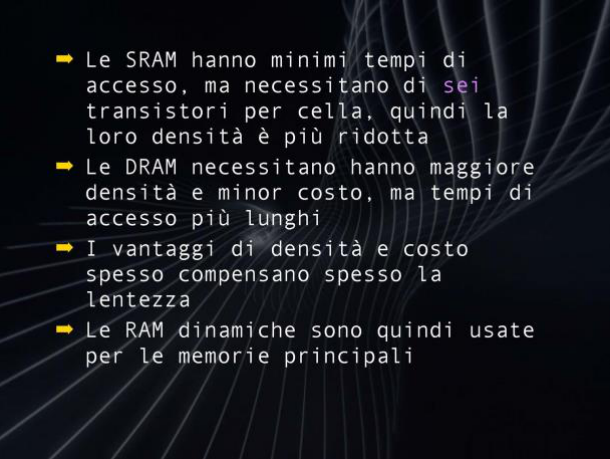 Le SRAM hanno minimi tempi di
accesso, ma necessitano di sei
transistori per cella, quindi la
loro densità è più ridotta
Le DRAM necessitano hanno maggiore
densità e minor costo, ma tempi di
accesso più lunghi
I vantaggi di densità e costo
spesso compensano spesso la
lentezza
Le RAM dinamiche sono quindi usate
per le memorie principali